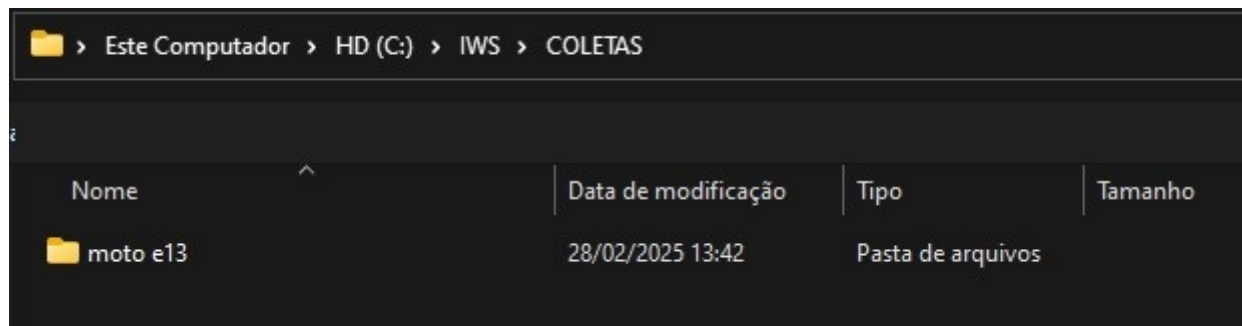 Este Computador > HD (C:) > IWS > COLETAS
Nome Data de modificação Tipo Tamanho
moto e13 28/02/2025 13:42 Pasta de arquivos